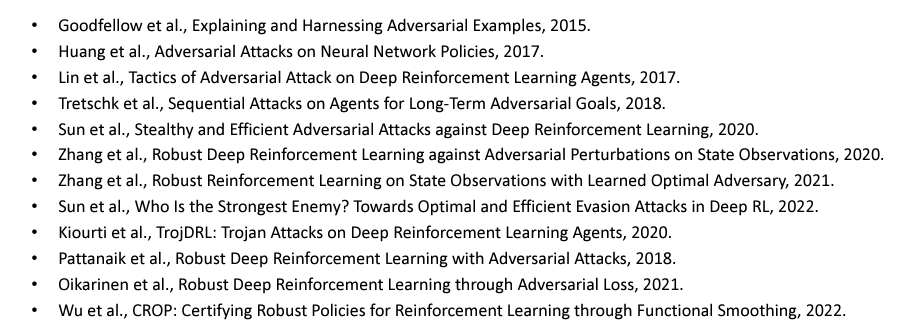 • Goodfellow et al., Explaining and Harnessing Adversarial Examples, 2015.
• Huang et al., Adversarial Attacks on Neural Network Policies, 2017.
• Lin et al., Tactics of Adversarial Attack on Deep Reinforcement Learning Agents, 2017.
• Tretschk et al., Sequential Attacks on Agents for Long-Term Adversarial Goals, 2018.
• Sun et al., Stealthy and Efficient Adversarial Attacks against Deep Reinforcement Learning, 2020.
• Zhang et al., Robust Deep Reinforcement Learning against Adversarial Perturbations on State Observations, 2020.
• Zhang et al., Robust Reinforcement Learning on State Observations with Learned Optimal Adversary, 2021.
• Sun et al., Who Is the Strongest Enemy? Towards Optimal and Efficient Evasion Attacks in Deep RL, 2022.
• Kiourti et al., TrojDRL: Trojan Attacks on Deep Reinforcement Learning Agents, 2020.
• Pattanaik et al., Robust Deep Reinforcement Learning with Adversarial Attacks, 2018.
• Oikarinen et al., Robust Deep Reinforcement Learning through Adversarial Loss, 2021.
• Wu et al., CROP: Certifying Robust Policies for Reinforcement Learning through Functional Smoothing, 2022.